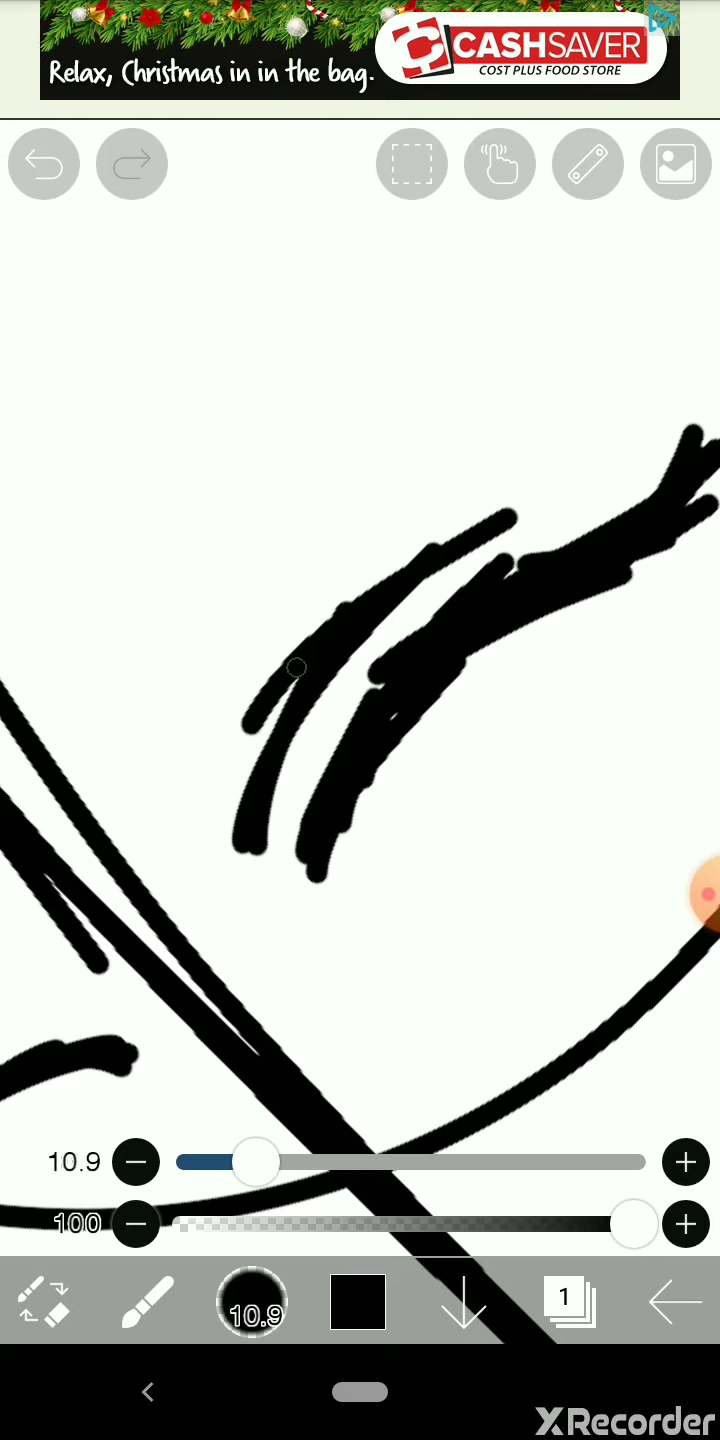 CASHSAVER
COST PLUS FOOD STORE
Relax, Christmas in in the bag.
10.9
100
10.9
1
XRecorder